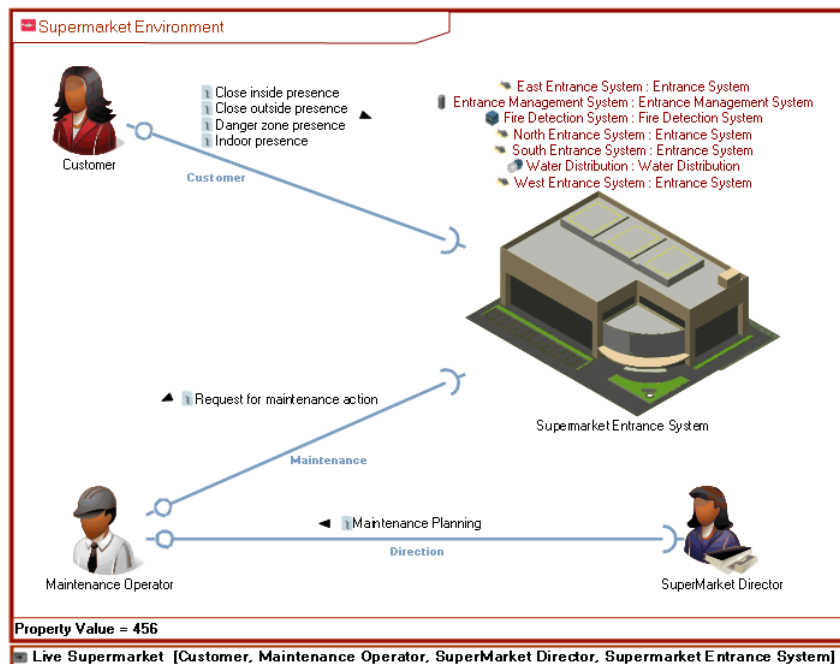 Supermarket Environment
Close inside presence
Close outside presence
Danger zone presence
Indoor presence
East Entrance System : Entrance System
Entrance Management System : Entrance Management System
Fire Detection System : Fire Detection System
North Entrance System : Entrance System
South Entrance System : Entrance System
Water Distribution : Water Distribution
West Entrance System : Entrance System
Customer
Customer
Request for maintenance action
Supermarket Entrance System
Maintenance
Maintenance Planning
Direction
Maintenance Operator
SuperMarket Director
Property Value = 456
Live Supermarket [Customer, Maintenance Operator, SuperMarket Director, Supermarket Entrance System]